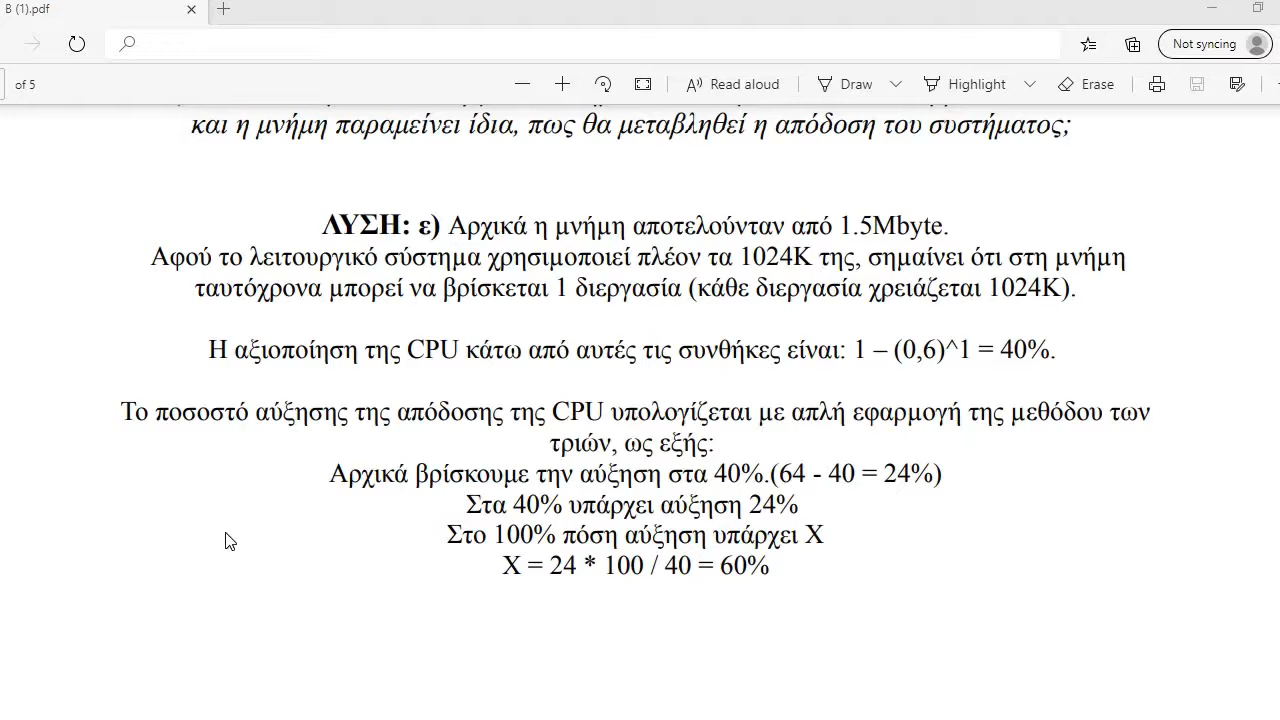 B (1).pdf
Not syncing
of 5
Read aloud
Draw
Highlight
Erase
και η μνήμη παραμείνει ίδια, πως θα μεταβληθεί η απόδοση του συστήματος;
ΛΥΣΗ: ε) Αρχικά η μνήμη αποτελούνταν από 1.5Mbyte.
Αφού το λειτουργικό σύστημα χρησιμοποιεί πλέον τα 1024K της, σημαίνει ότι στη μνήμη
ταυτόχρονα μπορεί να βρίσκεται 1 διεργασία (κάθε διεργασία χρειάζεται 1024K).
Η αξιοποίηση της CPU κάτω από αυτές τις συνθήκες είναι: 1 – (0,6)^1 = 40%.
Το ποσοστό αύξησης της απόδοσης της CPU υπολογίζεται με απλή εφαρμογή της μεθόδου των
τριών, ως εξής:
Αρχικά βρίσκουμε την αύξηση στα 40%.(64 - 40 = 24%)
Στα 40% υπάρχει αύξηση 24%
Στο 100% πόση αύξηση υπάρχει X
X = 24 * 100 / 40 = 60%